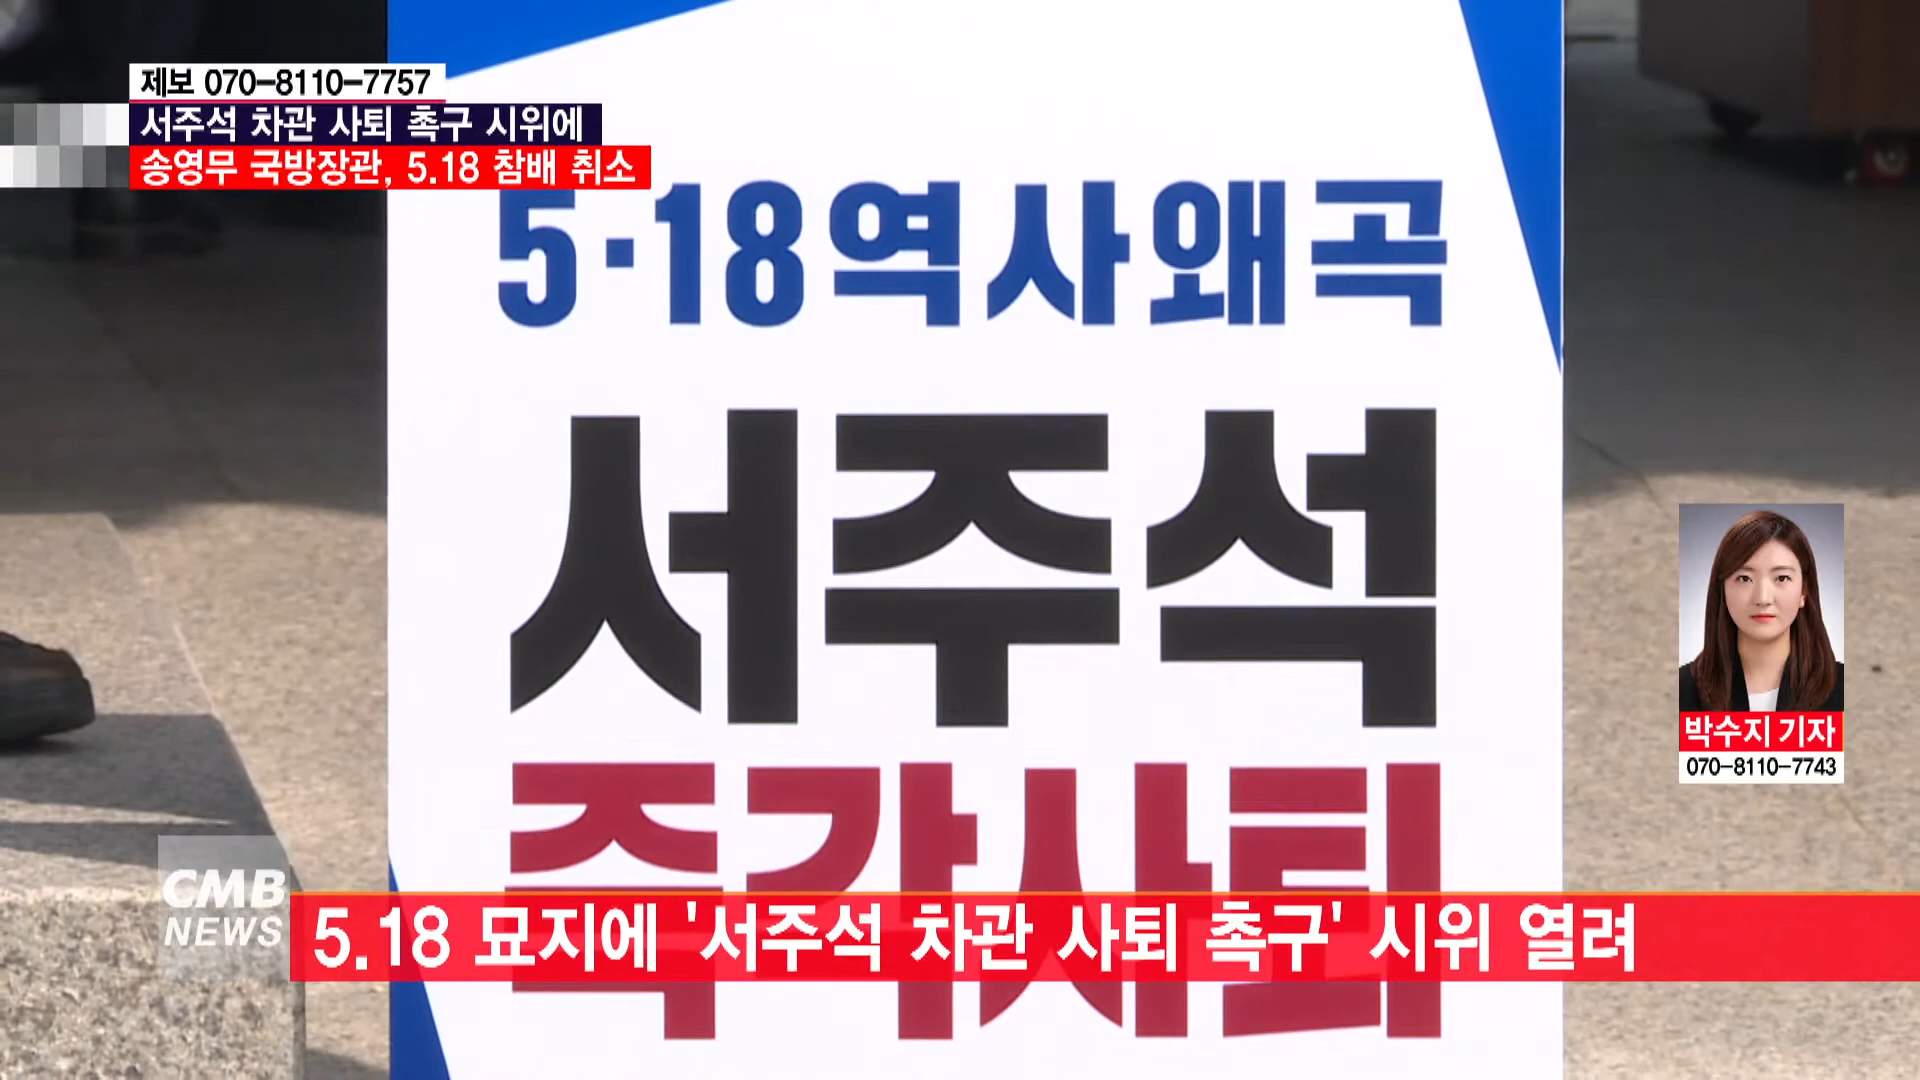 제보 070-8110-7757
서주석 차관 사퇴 촉구 시위에
송영무 국방장관, 5.18 참배 취소
5·18역사왜곡
서주석
즉각사퇴
박수지 기자
070-8110-7743
CMB
NEWS
5.18 묘지에 '서주석 차관 사퇴 촉구' 시위 열려